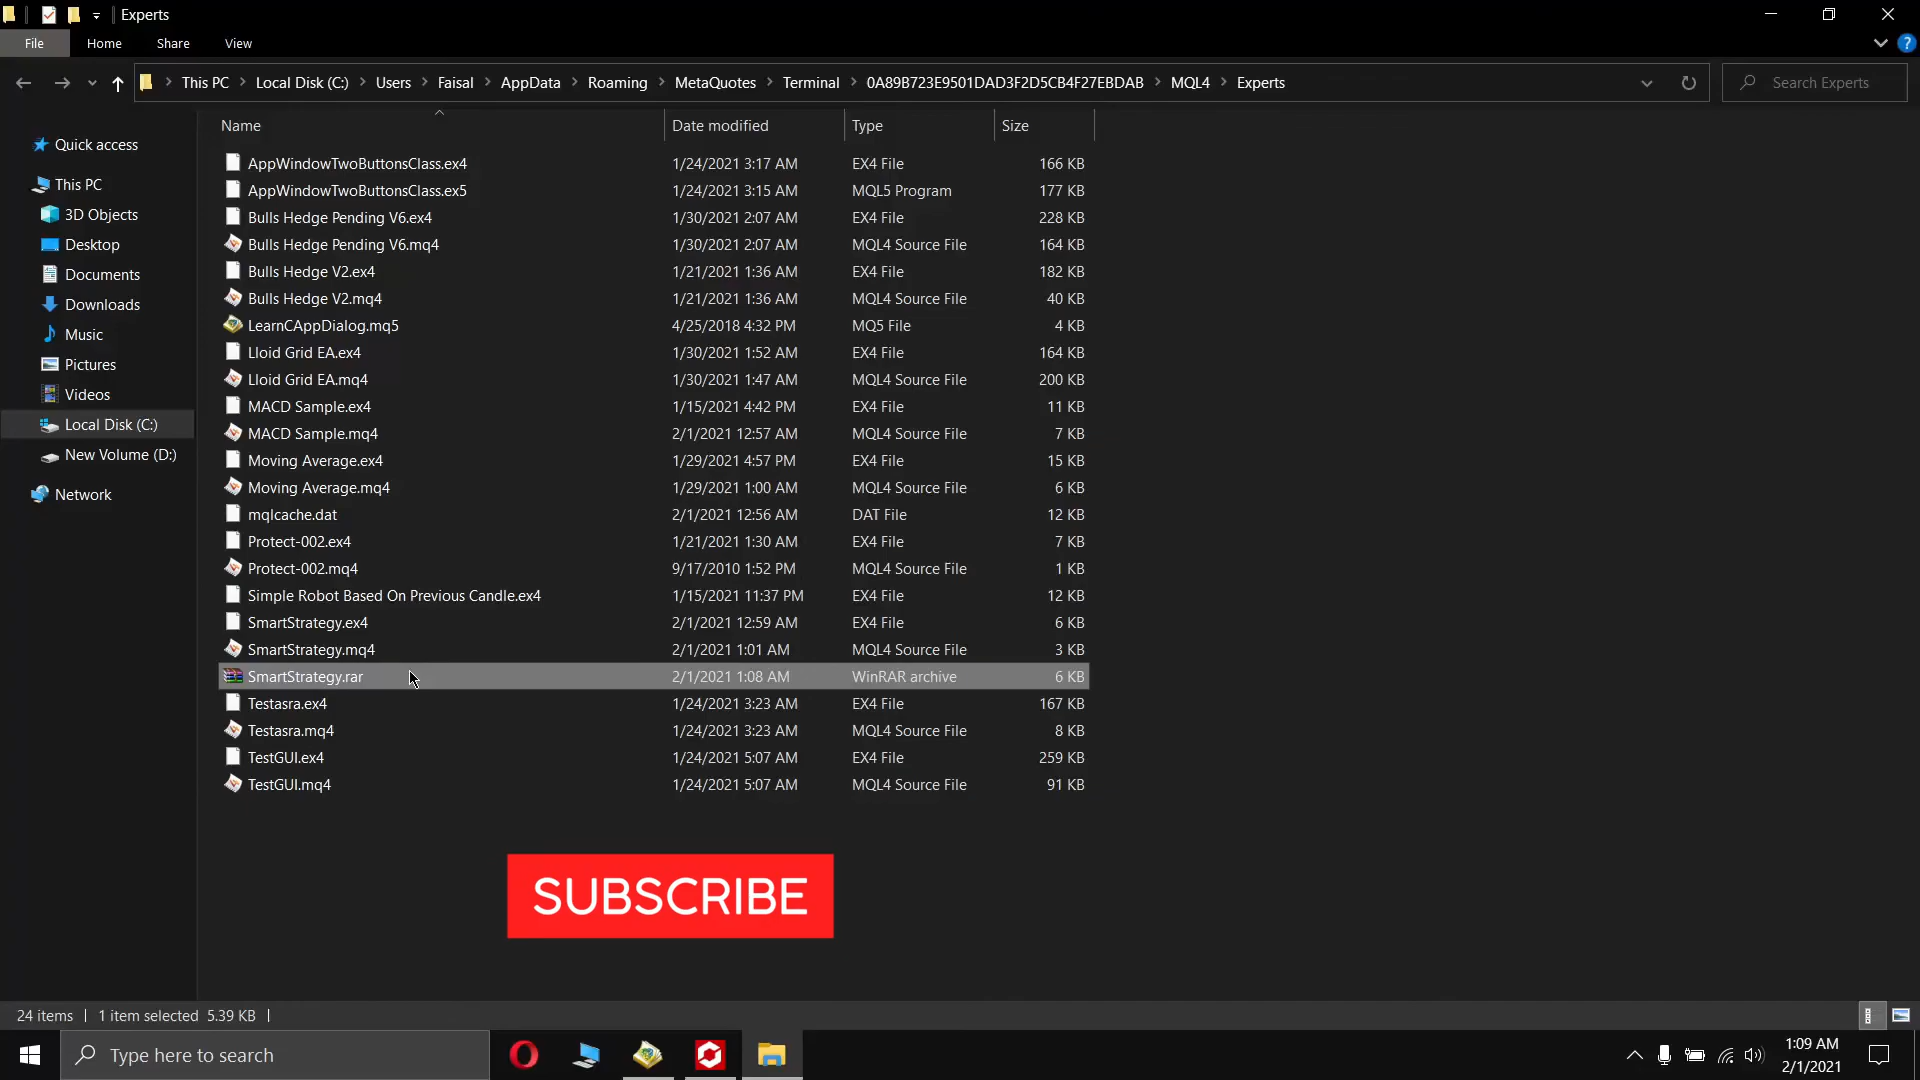 Experts
File Home Share View
This PC Local Disk (C:) Users Faisal AppData Roaming MetaQuotes Terminal 0A89B723E9501DAD3F2D5CB4F27EBDAB MQL4 Experts Search Experts
Name Date modified Type Size
Quick access
This PC
3D Objects
Desktop
Documents
Downloads
Music
Pictures
Videos
Local Disk (C:)
New Volume (D:)
Network
AppWindowTwoButtonsClass.ex4 1/24/2021 3:17 AM EX4 File 166 KB
AppWindowTwoButtonsClass.ex5 1/24/2021 3:15 AM MQL5 Program 177 KB
Bulls Hedge Pending V6.ex4 1/30/2021 2:07 AM EX4 File 228 KB
Bulls Hedge Pending V6.mq4 1/30/2021 2:07 AM MQL4 Source File 164 KB
Bulls Hedge V2.ex4 1/21/2021 1:36 AM EX4 File 182 KB
Bulls Hedge V2.mq4 1/21/2021 1:36 AM MQL4 Source File 40 KB
LearnCAppDialog.mq5 4/25/2018 4:32 PM MQ5 File 4 KB
Lloid Grid EA.ex4 1/30/2021 1:52 AM EX4 File 164 KB
Lloid Grid EA.mq4 1/30/2021 1:47 AM MQL4 Source File 200 KB
MACD Sample.ex4 1/15/2021 4:42 PM EX4 File 11 KB
MACD Sample.mq4 2/1/2021 12:57 AM MQL4 Source File 7 KB
Moving Average.ex4 1/29/2021 4:57 PM EX4 File 15 KB
Moving Average.mq4 1/29/2021 1:00 AM MQL4 Source File 6 KB
mqlcache.dat 2/1/2021 12:56 AM DAT File 12 KB
Protect-002.ex4 1/21/2021 1:30 AM EX4 File 7 KB
Protect-002.mq4 9/17/2010 1:52 PM MQL4 Source File 1 KB
Simple Robot Based On Previous Candle.ex4 1/15/2021 11:37 PM EX4 File 12 KB
SmartStrategy.ex4 2/1/2021 12:59 AM EX4 File 6 KB
SmartStrategy.mq4 2/1/2021 1:01 AM MQL4 Source File 3 KB
SmartStrategy.rar 2/1/2021 1:08 AM WinRAR archive 6 KB
Testasra.ex4 1/24/2021 3:23 AM EX4 File 167 KB
Testasra.mq4 1/24/2021 3:23 AM MQL4 Source File 8 KB
TestGUI.ex4 1/24/2021 5:07 AM EX4 File 259 KB
TestGUI.mq4 1/24/2021 5:07 AM MQL4 Source File 91 KB
SUBSCRIBE
24 items 1 item selected 5.39 KB
Type here to search
1:09 AM
2/1/2021